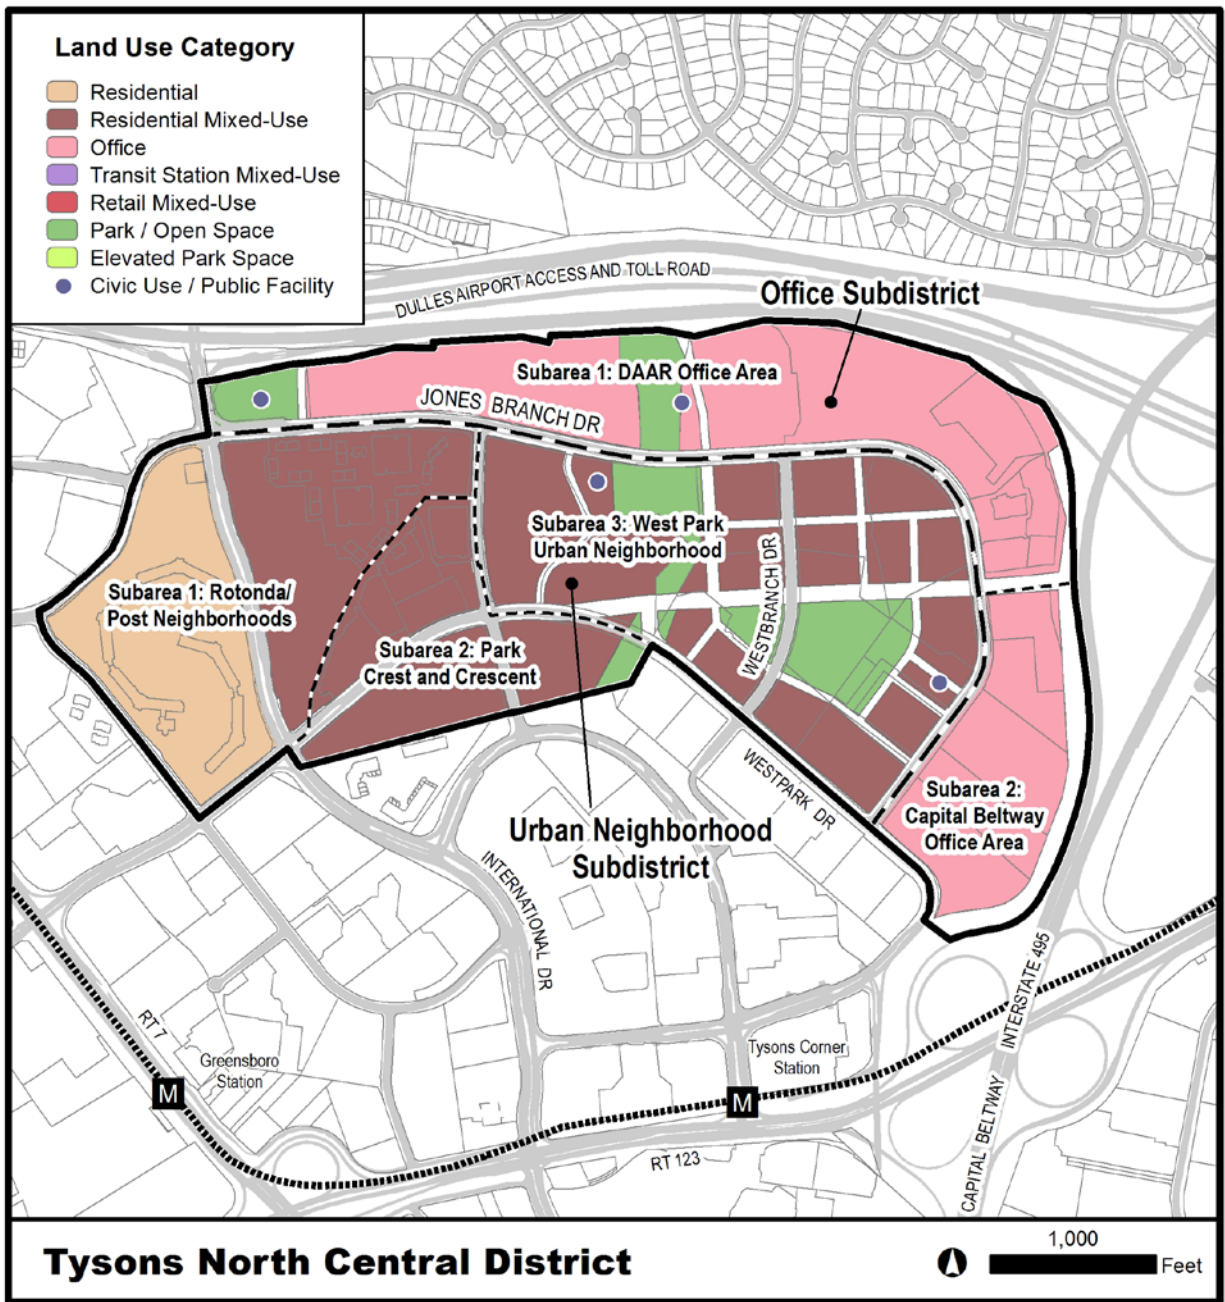 Land Use Category
Residential
Residential Mixed-Use
Office
Transit Station Mixed-Use
Retail Mixed-Use
Park / Open Space
Elevated Park Space
Civic Use / Public Facility
DULLES AIRPORT ACCESS AND TOLL ROAD
Office Subdistrict
Subarea 1: DAAR Office Area
JONES BRANCH DR
Subarea 3: West Park
Urban Neighborhood
WESTBRANCH DR
Subarea 1: Rotonda/
Post Neighborhoods
Subarea 2: Park
Crest and Crescent
WESTPARK DR
Subarea 2:
Capital Beltway
Office Area
Urban Neighborhood
Subdistrict
INTERNATIONAL DR
INTERSTATE 495
RT 7
Greensboro
Station
M
Tysons Corner
Station
M
CAPITAL BELTWAY
RT 123
Tysons North Central District
1,000
Feet